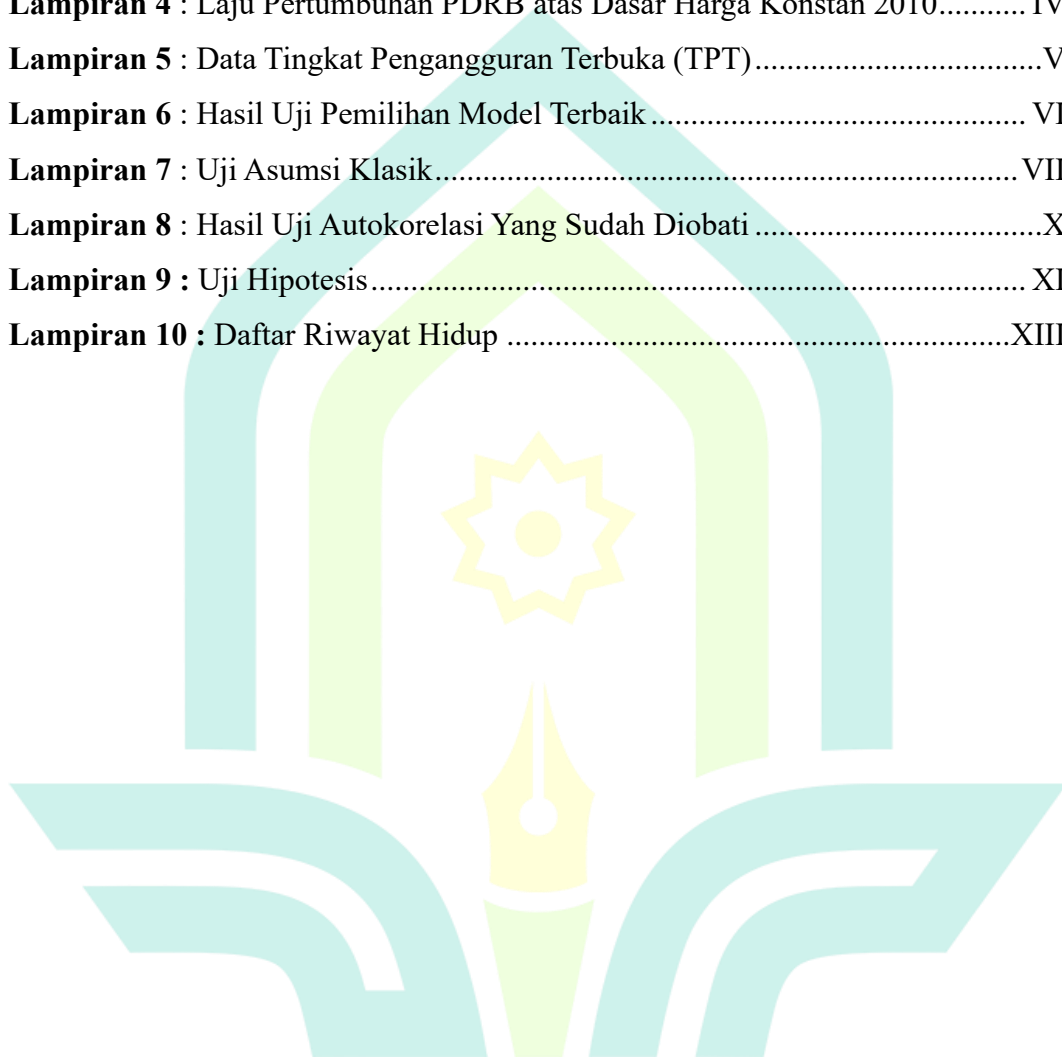 Lampiran 4 : Laju Pertumbuhan PDRB atas Dasar Harga Konstan 2010...........IV
Lampiran 5 : Data Tingkat Pengangguran Terbuka (TPT)..................................V
Lampiran 6 : Hasil Uji Pemilihan Model Terbaik............................................. VI
Lampiran 7 : Uji Asumsi Klasik.......................................................................VII
Lampiran 8 : Hasil Uji Autokorelasi Yang Sudah Diobati..................................X
Lampiran 9 : Uji Hipotesis............................................................................... XI
Lampiran 10 : Daftar Riwayat Hidup .............................................................XIII